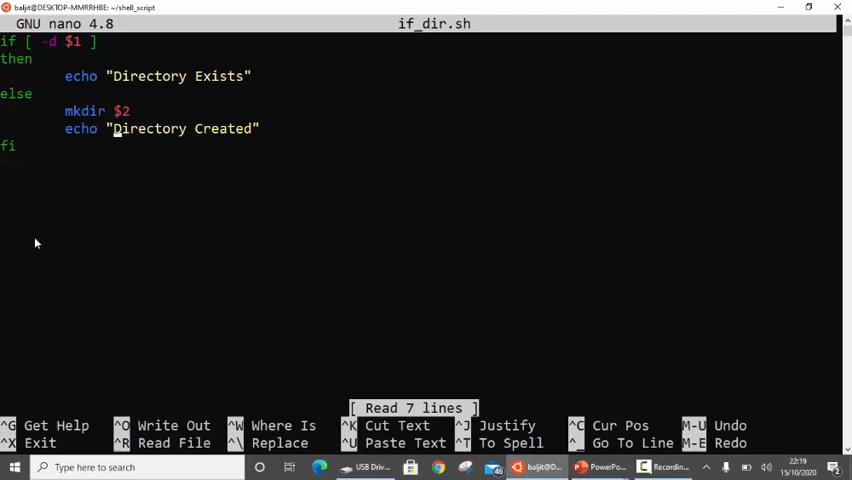 baljit@DESKTOP-MMRRHBE: ~/shell_script
GNU nano 4.8 if_dir.sh
if [ -d $1 ]
then
echo "Directory Exists"
else
mkdir $2
echo "Directory Created"
fi
[ Read 7 lines ]
^G Get Help ^O Write Out ^W Where Is ^K Cut Text ^J Justify ^C Cur Pos M-U Undo
^X Exit ^R Read File ^\ Replace ^U Paste Text ^T To Spell ^_ Go To Line M-E Redo
Type here to search USB Driv... 46 baljit@D... PowerPo... Recordin... 22:19
15/10/2020 2